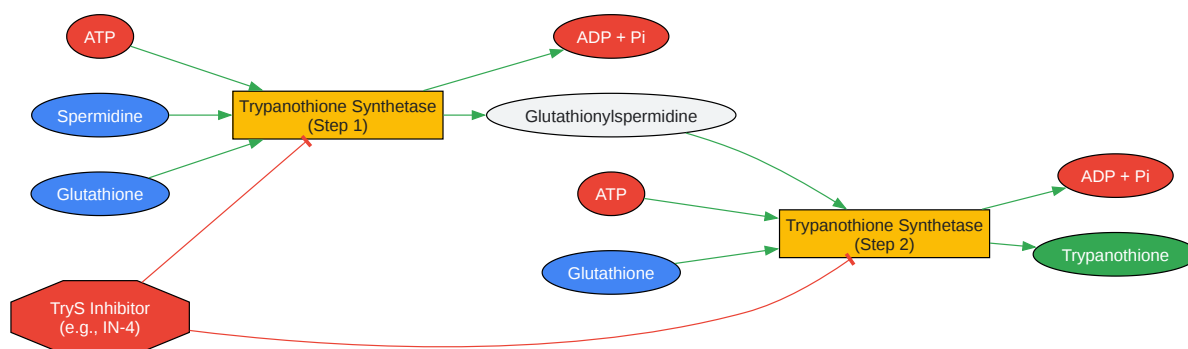 ATP
ADP + Pi
Spermidine
Trypanothione Synthetase
(Step 1)
Glutathionylspermidine
Glutathione
ATP
ADP + Pi
Trypanothione Synthetase
(Step 2)
Glutathione
Trypanothione
TryS Inhibitor
(e.g., IN-4)